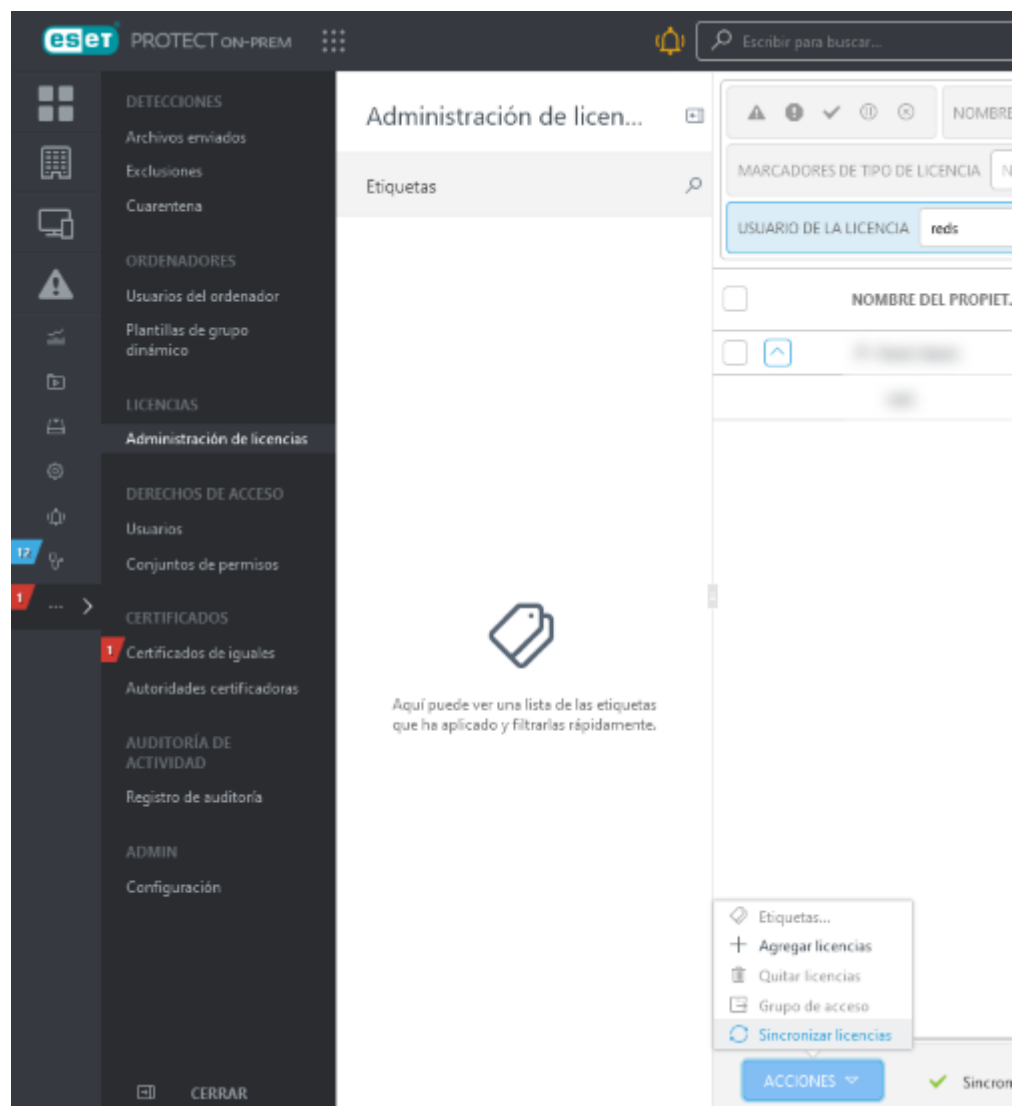 eset PROTECT ON-PREM
Escribir para buscar...
DETECCIONES
Archivos enviados
Exclusiones
Cuarentena
ORDENADORES
Usuarios del ordenador
Plantillas de grupo
dinámico
LICENCIAS
Administración de licencias
DERECHOS DE ACCESO
Usuarios
Conjuntos de permisos
12
1
CERTIFICADOS
1 Certificados de iguales
Autoridades certificadoras
AUDITORÍA DE
ACTIVIDAD
Registro de auditoría
ADMIN
Configuración
CERRAR
Administración de licen...
Etiquetas
Aquí puede ver una lista de las etiquetas
que ha aplicado y filtrarlas rápidamente.
NOMBRE
MARCADORES DE TIPO DE LICENCIA N
USUARIO DE LA LICENCIA reds
NOMBRE DEL PROPIET.
Etiquetas...
Agregar licencias
Quitar licencias
Grupo de acceso
Sincronizar licencias
ACCIONES
Sincron